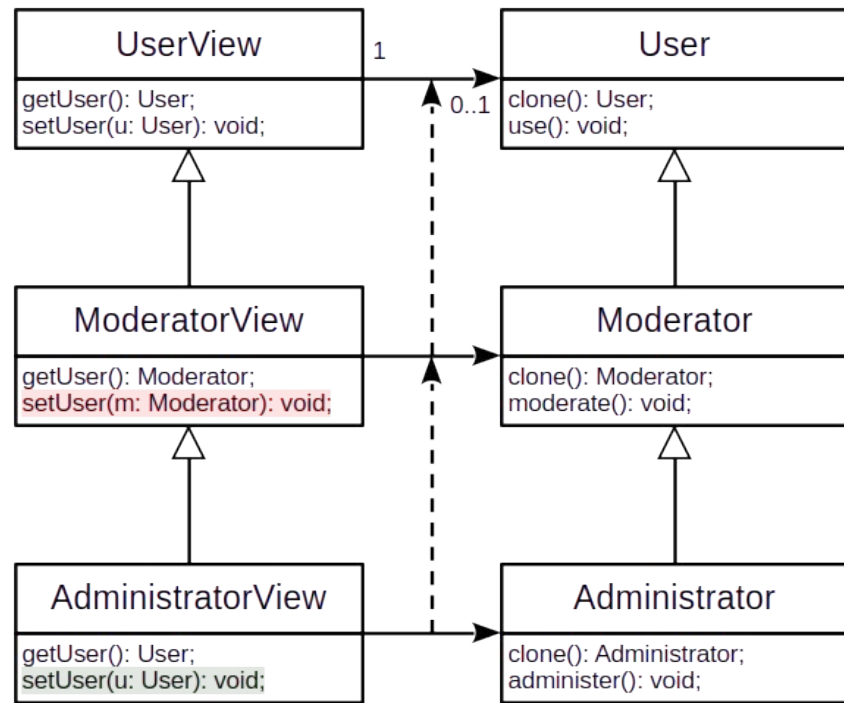 UserView
getUser(): User;
setUser(u: User): void;
1
0..1
User
clone(): User;
use(): void;
ModeratorView
getUser(): Moderator;
setUser(m: Moderator): void;
Moderator
clone(): Moderator;
moderate(): void;
AdministratorView
getUser(): User;
setUser(u: User): void;
Administrator
clone(): Administrator;
administer(): void;